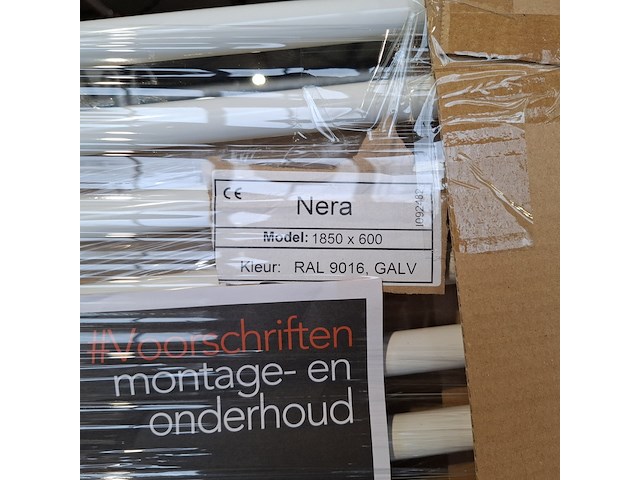 CE
Nera
Model: 1850 x 600
Kleur: RAL 9016, GALV
#Voorschriften
montage- en
onderhoud